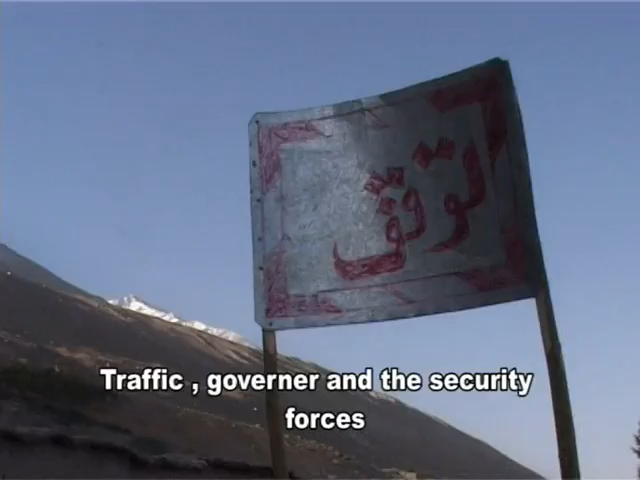 توقف
Traffic , governer and the security
forces